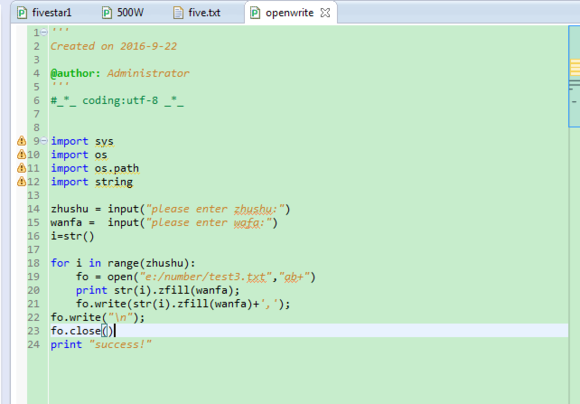 fivestar1 500W five.txt openwrite
1 '''
2 Created on 2016-9-22
3
4 @author: Administrator
5 '''
6 #_*_ coding:utf-8 _*_
7
8
9 import sys
10 import os
11 import os.path
12 import string
13
14 zhushu = input("please enter zhushu:")
15 wanfa =  input("please enter wafa:")
16 i=str()
17
18 for i in range(zhushu):
19     fo = open("e:/number/test3.txt","ab+")
20     print str(i).zfill(wanfa);
21     fo.write(str(i).zfill(wanfa)+',');
22 fo.write("\n");
23 fo.close()
24 print "success!"